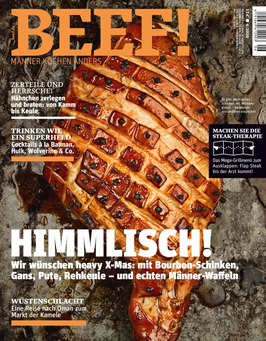 BEEF!
MÄNNER KOCHEN ANDERS
ZERTEILE UND
HERRSCHE!
Hähnchen zerlegen
und braten: von Kamm
bis Keule.
TRINKEN WIE
EIN SUPERHELD
Cocktails à la Batman,
Hulk, Wolverine & Co.
MACHEN SIE DIE
STEAK-THERAPIE
Das Mega-Grillmenü zum
Ausklappen: Flap Steak
bis der Arzt kommt!
HIMMLISCH!
Wir wünschen heavy X-Mas: mit Bourbon-Schinken,
Gans, Pute, Rehkeule – und echten Männer-Waffeln
WÜSTENSCHLACHT
Eine Reise nach Oman zum
Markt der Kamele